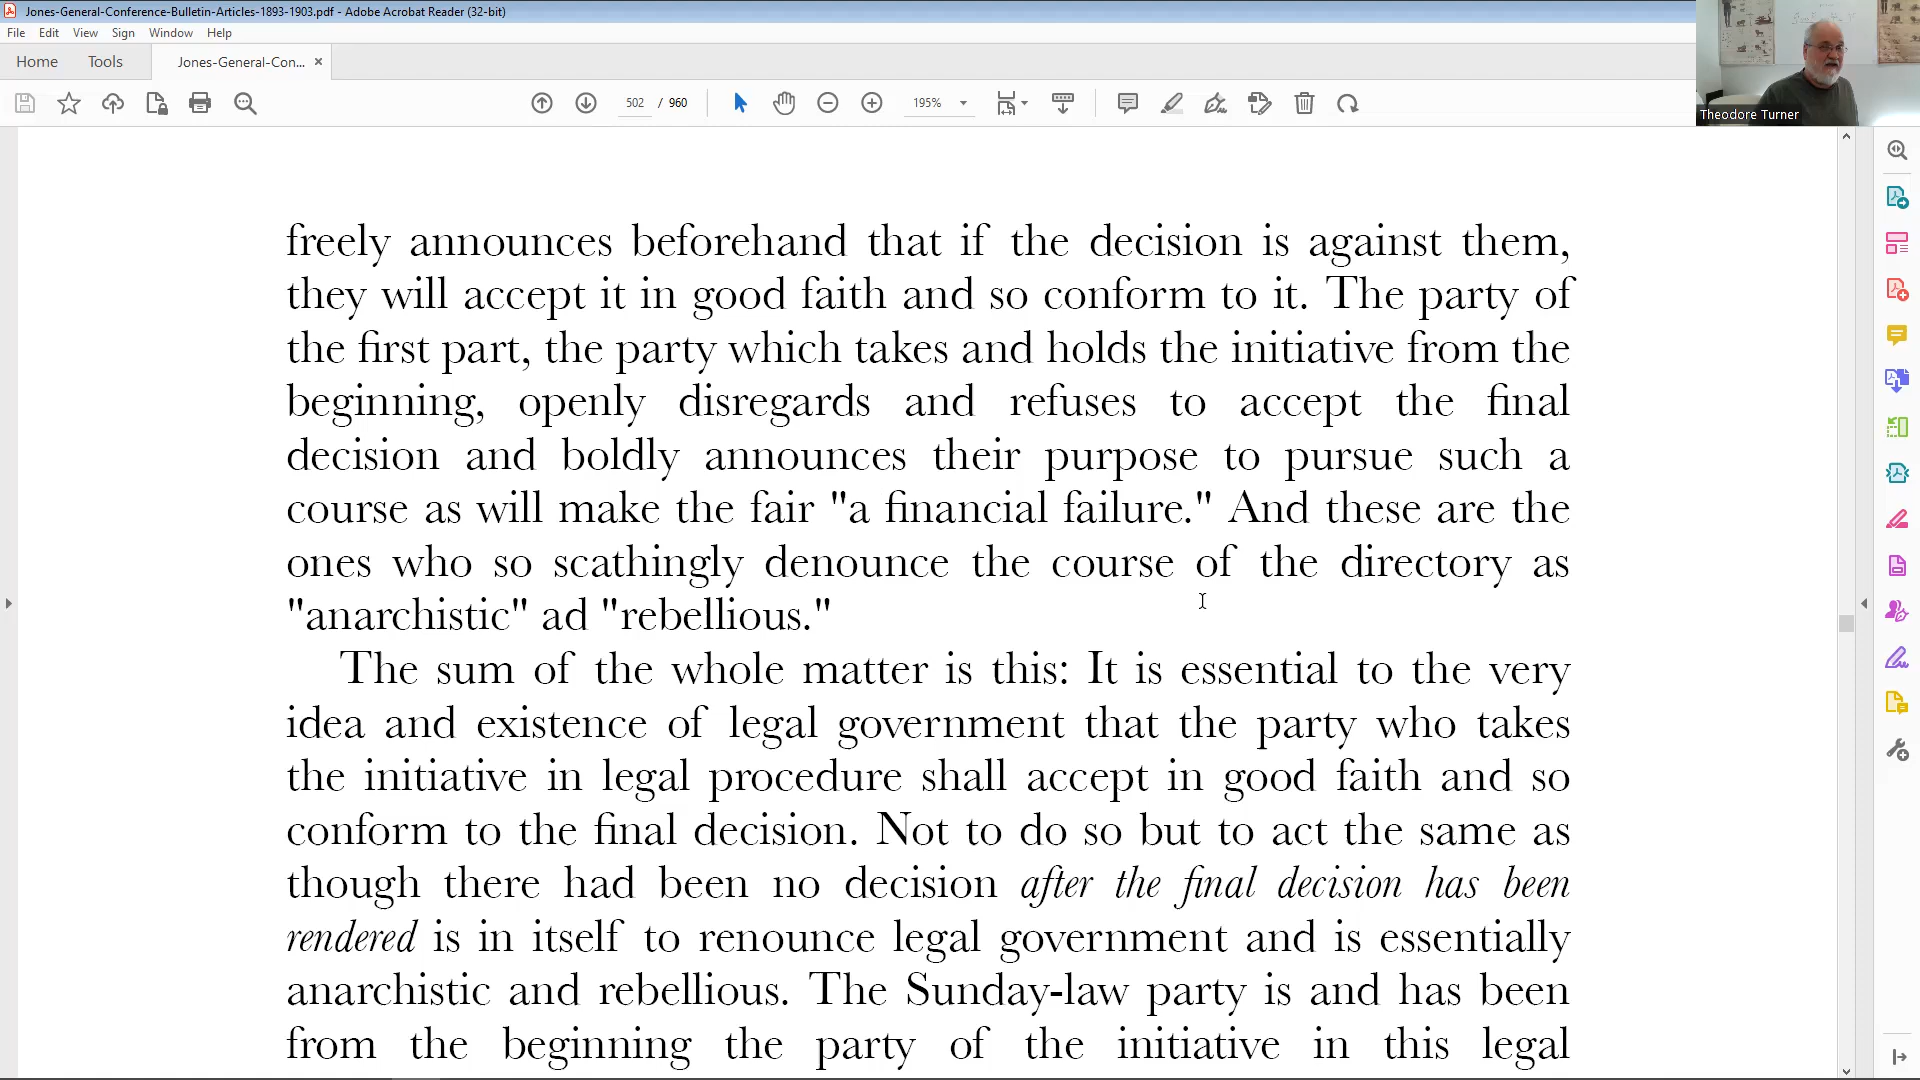 Jones-General-Conference-Bulletin-Articles-1893-1903.pdf - Adobe Acrobat Reader (32-bit)
File Edit View Sign Window Help
Home Tools Jones-General-Con... ×
502 / 960 195%
Theodore Turner
freely announces beforehand that if the decision is against them,
they will accept it in good faith and so conform to it. The party of
the first part, the party which takes and holds the initiative from the
beginning, openly disregards and refuses to accept the final
decision and boldly announces their purpose to pursue such a
course as will make the fair "a financial failure." And these are the
ones who so scathingly denounce the course of the directory as
"anarchistic" ad "rebellious."
The sum of the whole matter is this: It is essential to the very
idea and existence of legal government that the party who takes
the initiative in legal procedure shall accept in good faith and so
conform to the final decision. Not to do so but to act the same as
though there had been no decision after the final decision has been
rendered is in itself to renounce legal government and is essentially
anarchistic and rebellious. The Sunday-law party is and has been
from the beginning the party of the initiative in this legal